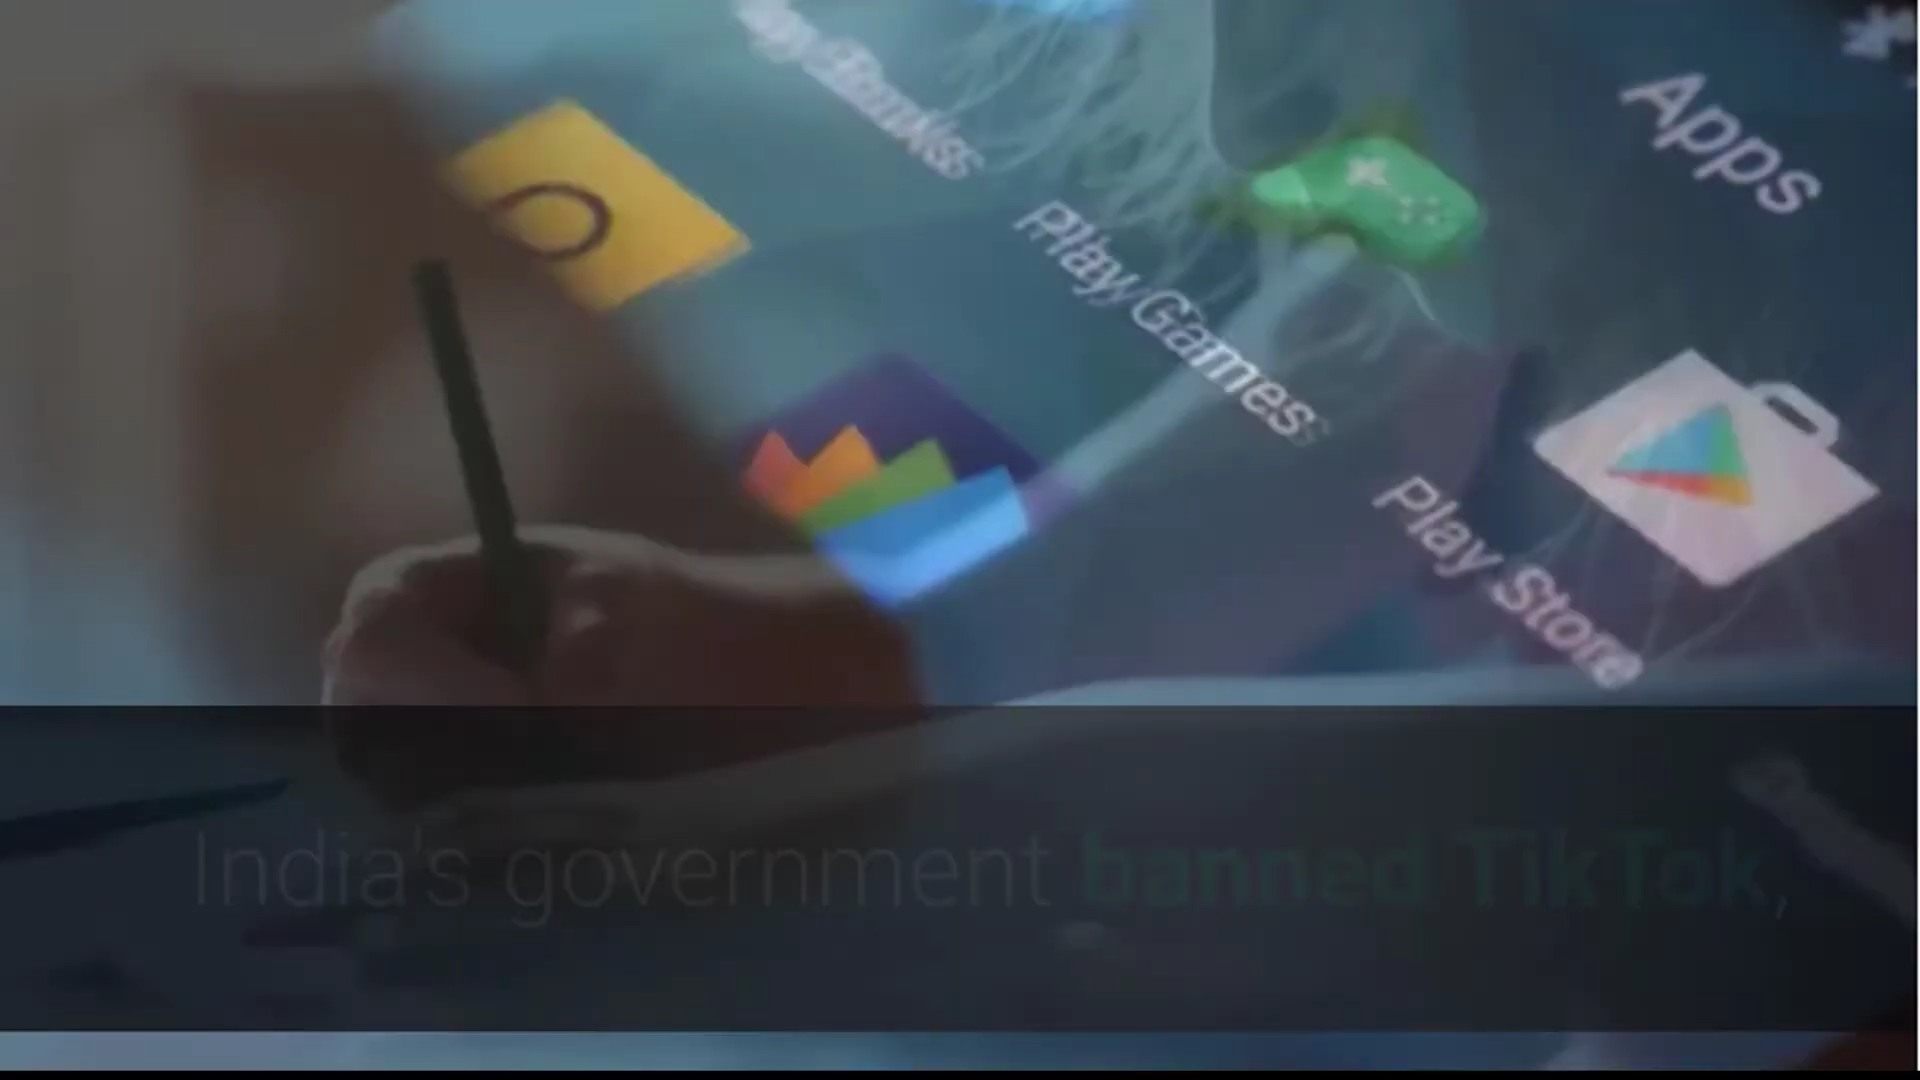 Apps
Play Games
Play Store
India's government banned TikTok,